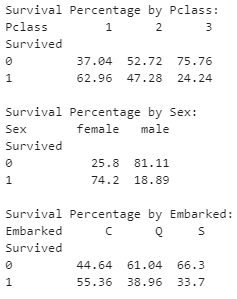 Survival Percentage by Pclass:
Pclass 1 2 3
Survived
0 37.04 52.72 75.76
1 62.96 47.28 24.24
Survival Percentage by Sex:
Sex female male
Survived
0 25.8 81.11
1 74.2 18.89
Survival Percentage by Embarked:
Embarked C Q S
Survived
0 44.64 61.04 66.3
1 55.36 38.96 33.7